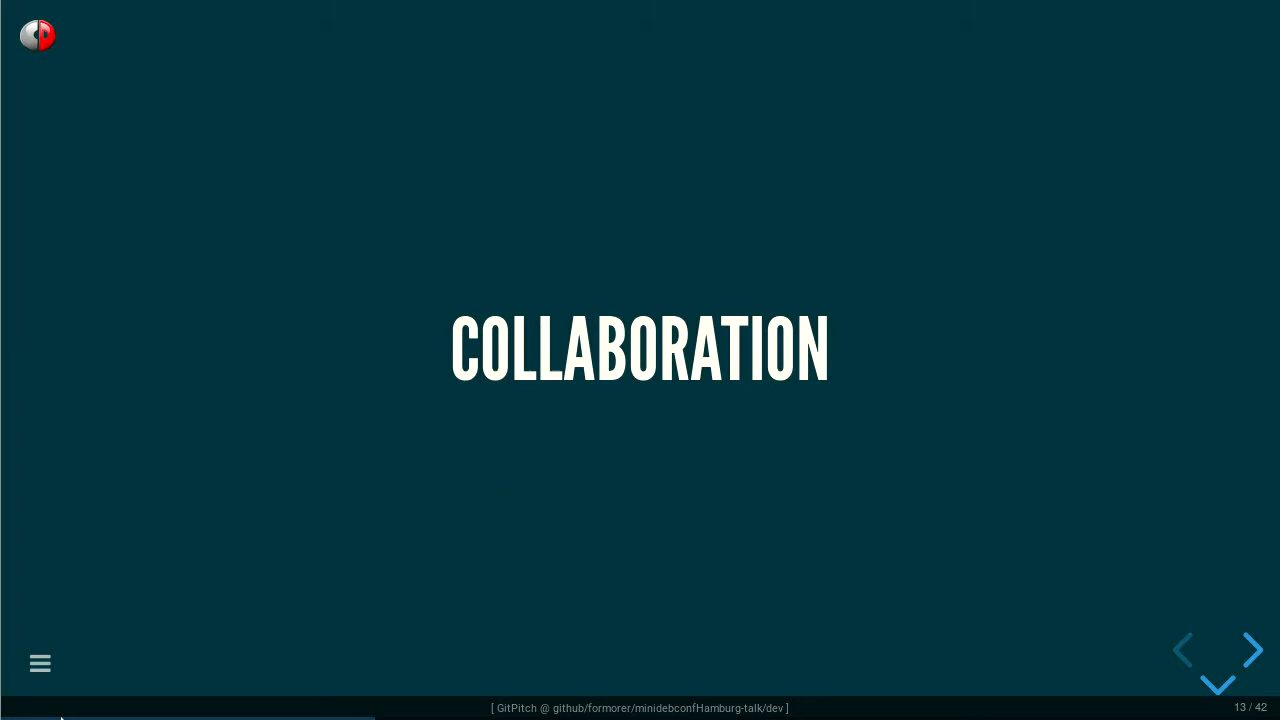 COLLABORATION
[ GitPitch @ github/formorer/minidebconfHamburg-talk/dev ]
13 / 42